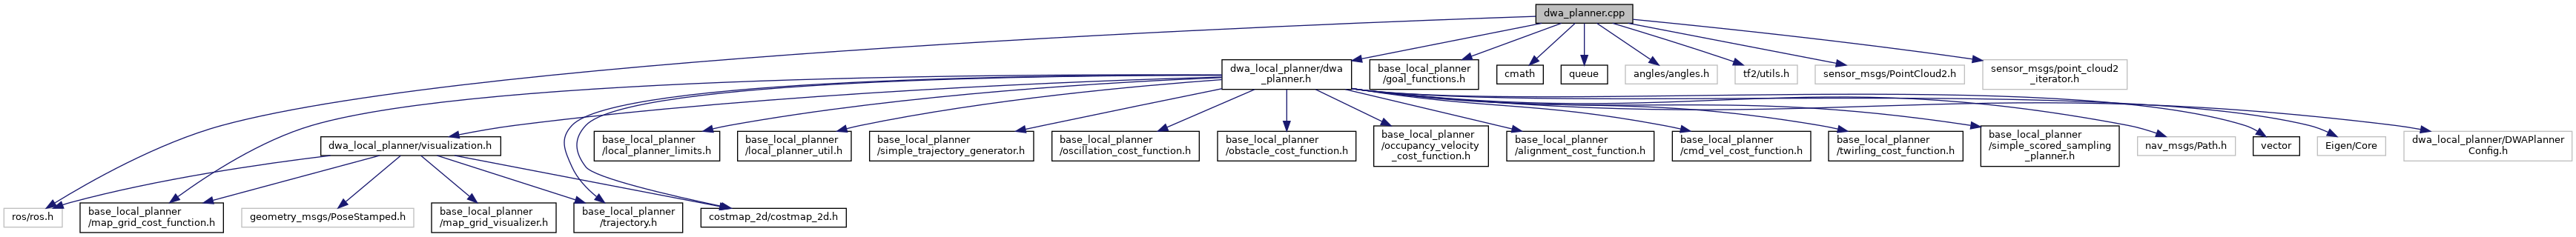 dwa_planner.cpp
dwa_local_planner/dwa
_planner.h
base_local_planner
/goal_functions.h
cmath
queue
angles/angles.h
tf2/utils.h
sensor_msgs/PointCloud2.h
sensor_msgs/point_cloud2
_iterator.h
dwa_local_planner/visualization.h
base_local_planner
/local_planner_limits.h
base_local_planner
/local_planner_util.h
base_local_planner
/simple_trajectory_generator.h
base_local_planner
/oscillation_cost_function.h
base_local_planner
/obstacle_cost_function.h
base_local_planner
/occupancy_velocity
_cost_function.h
base_local_planner
/alignment_cost_function.h
base_local_planner
/cmd_vel_cost_function.h
base_local_planner
/twirling_cost_function.h
base_local_planner
/simple_scored_sampling
_planner.h
nav_msgs/Path.h
vector
Eigen/Core
dwa_local_planner/DWAPlanner
Config.h
ros/ros.h
base_local_planner
/map_grid_cost_function.h
geometry_msgs/PoseStamped.h
base_local_planner
/map_grid_visualizer.h
base_local_planner
/trajectory.h
costmap_2d/costmap_2d.h